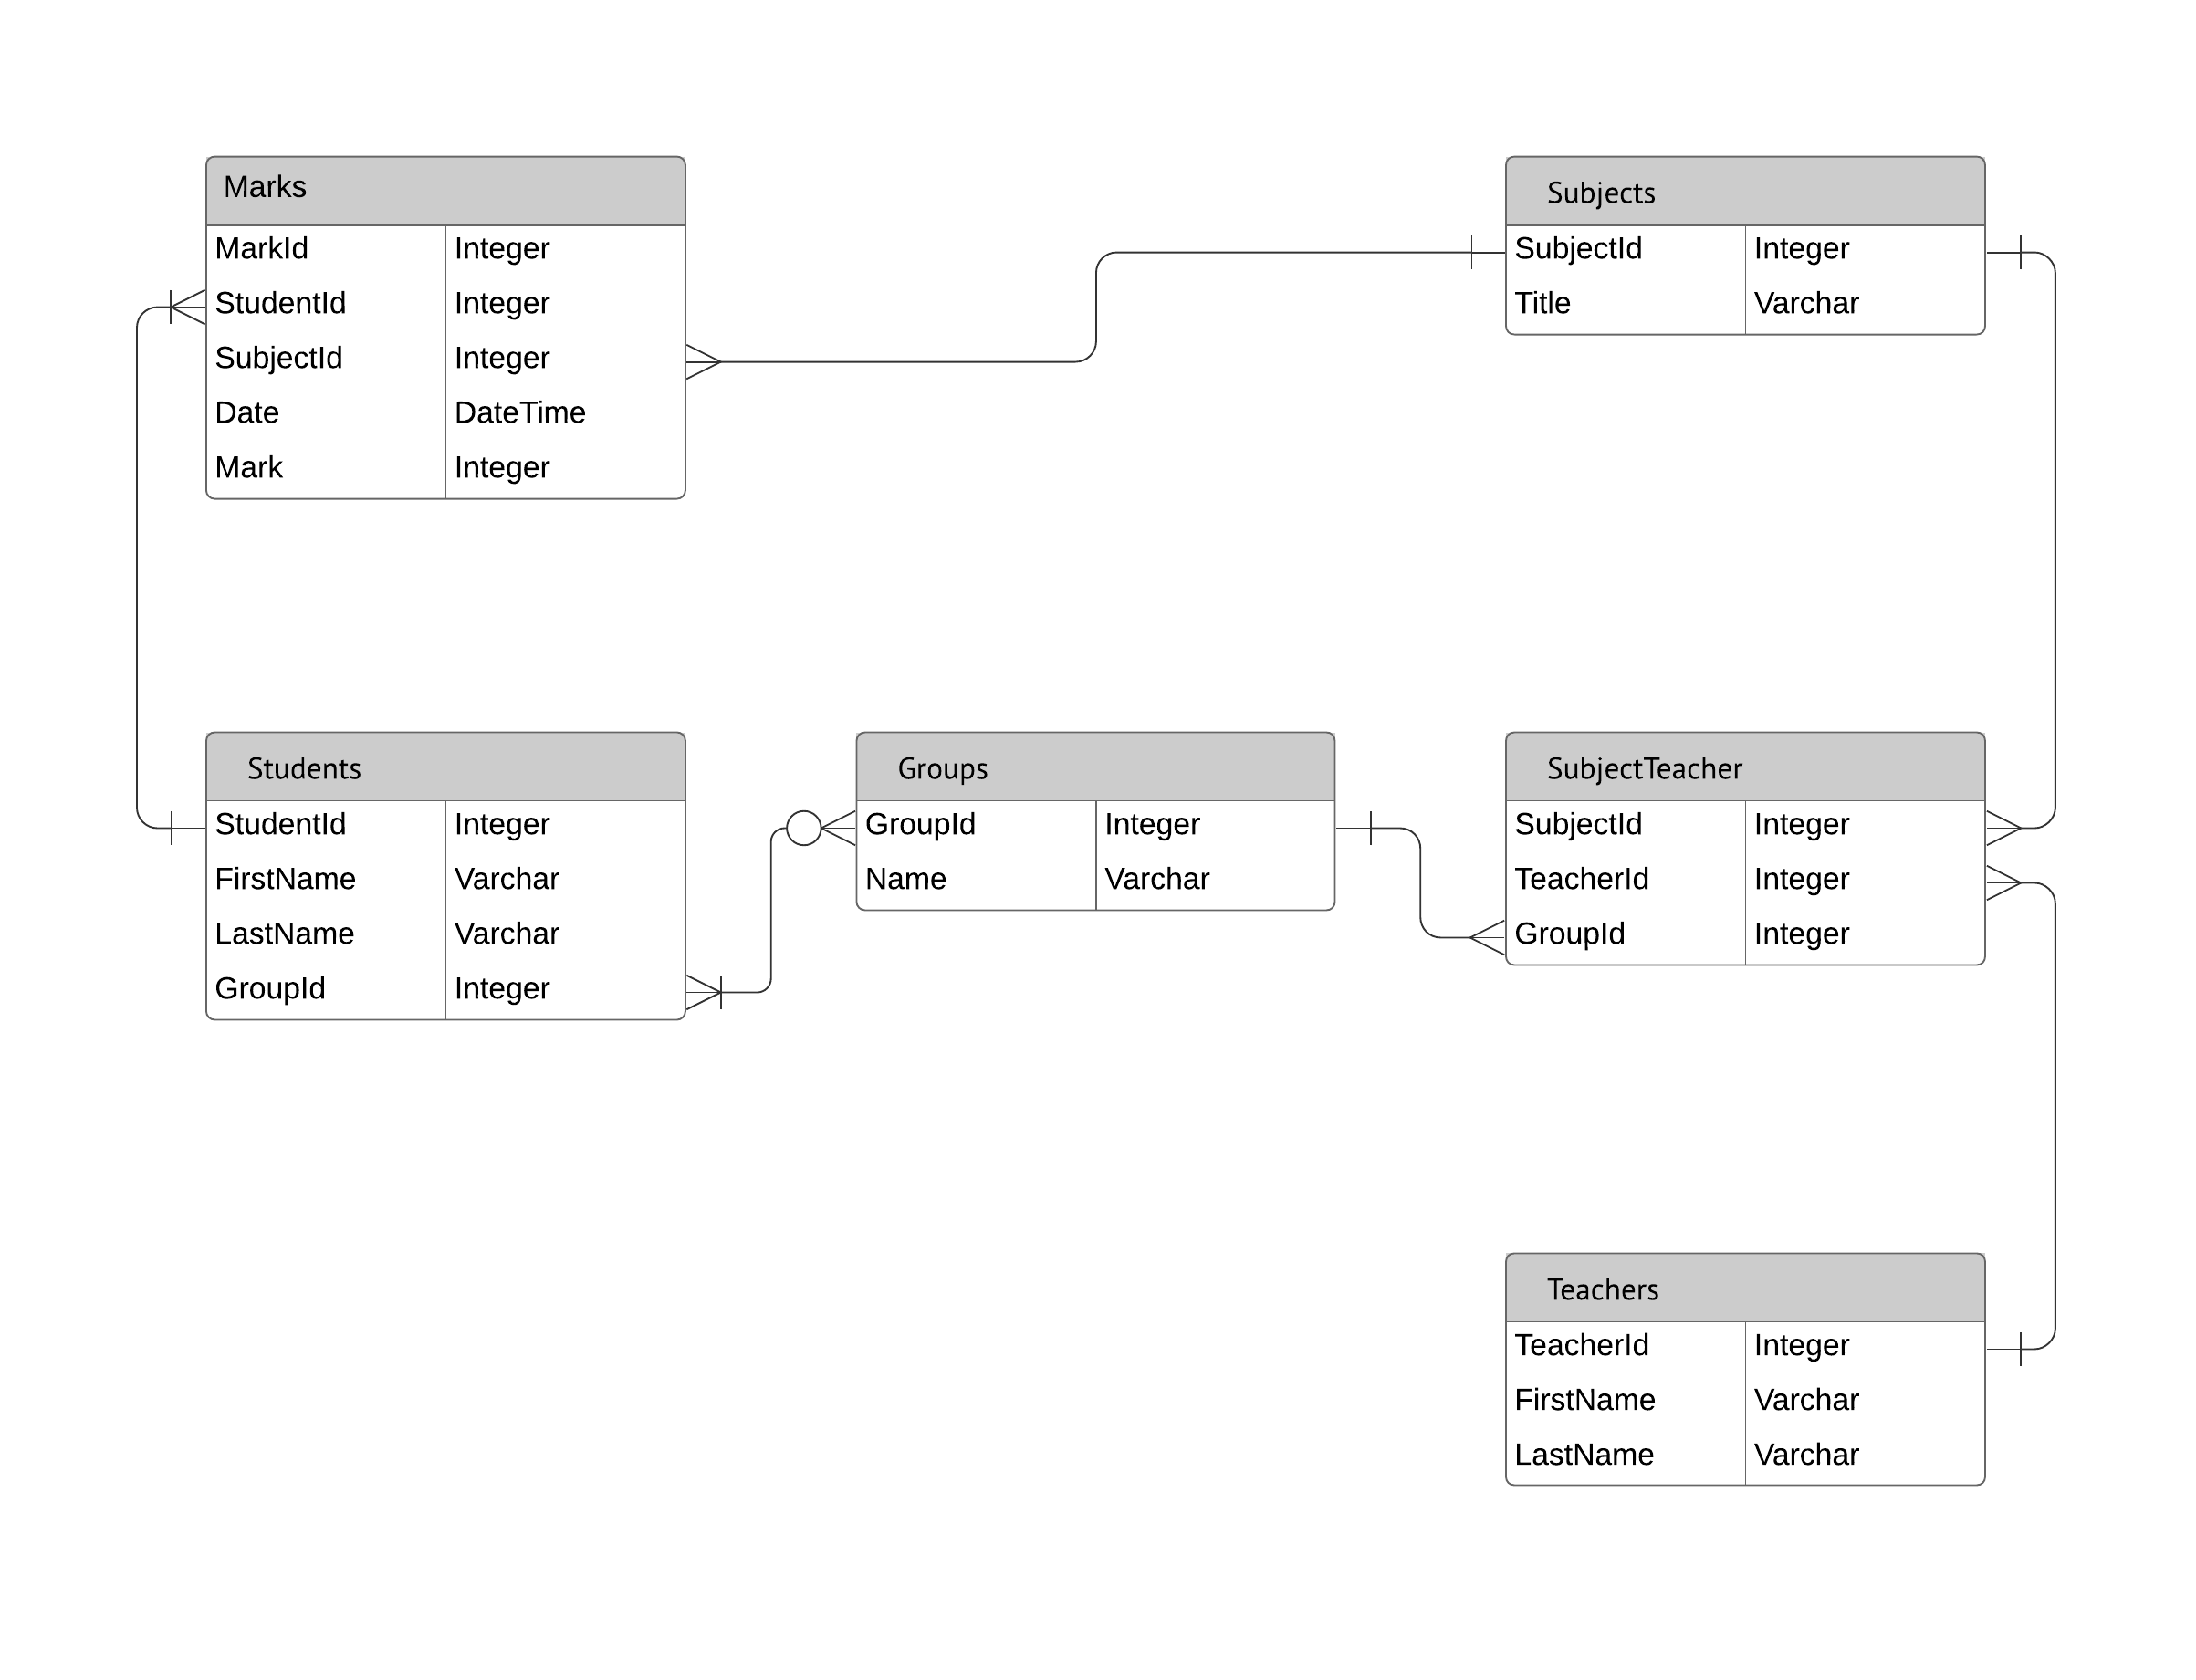 Marks
MarkId Integer
StudentId Integer
SubjectId Integer
Date DateTime
Mark Integer
Subjects
SubjectId Integer
Title Varchar
Students
StudentId Integer
FirstName Varchar
LastName Varchar
GroupId Integer
Groups
GroupId Integer
Name Varchar
SubjectTeacher
SubjectId Integer
TeacherId Integer
GroupId Integer
Teachers
TeacherId Integer
FirstName Varchar
LastName Varchar